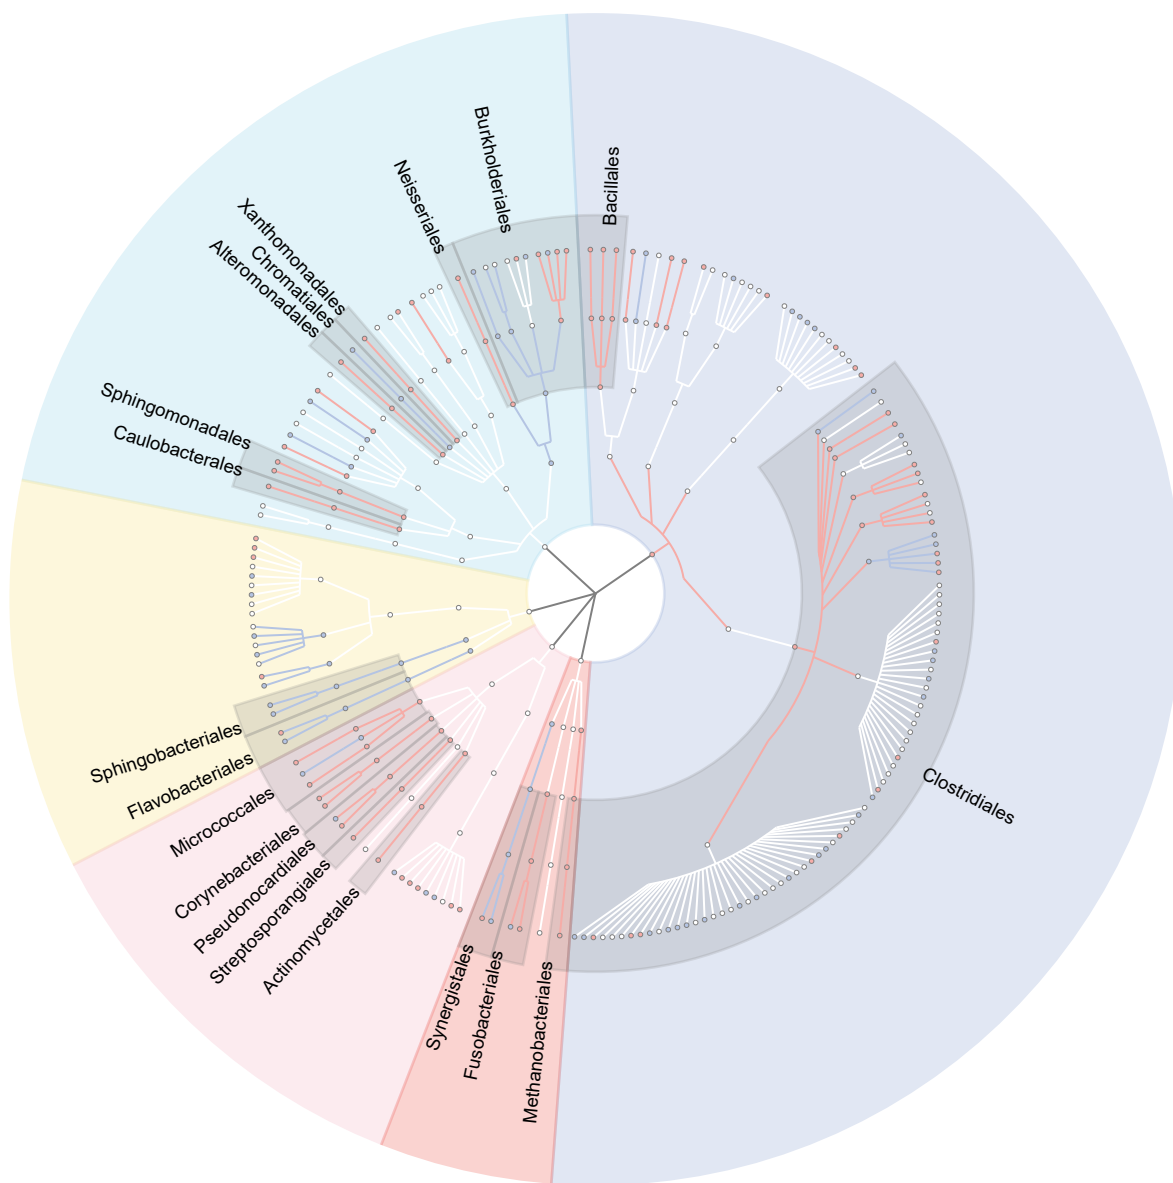 Bacillales
Burkholderiales
Neisseriales
Xanthomonadales
Chromatiales
Alteromonadales
Sphingomonadales
Caulobacterales
Sphingobacteriales
Flavobacteriales
Micrococcales
Corynebacteriales
Pseudonocardiales
Streptosporangiales
Actinomycetales
Synergistales
Fusobacteriales
Methanobacteriales
Clostridiales